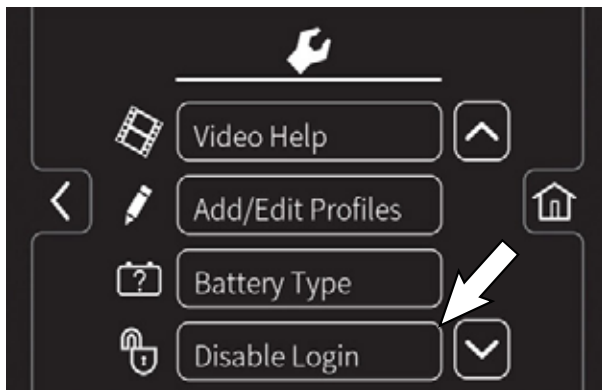 Video Help
Add/Edit Profiles
Battery Type
Disable Login